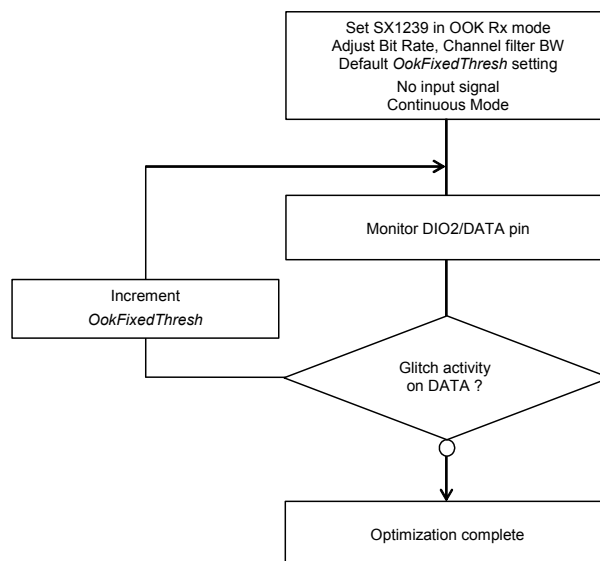 Set SX1239 in OOK Rx mode
Adjust Bit Rate, Channel filter BW
Default OokFixedThresh setting
No input signal
Continuous Mode
Monitor DIO2/DATA pin
Increment
OokFixedThresh
Glitch activity
on DATA ?
Optimization complete